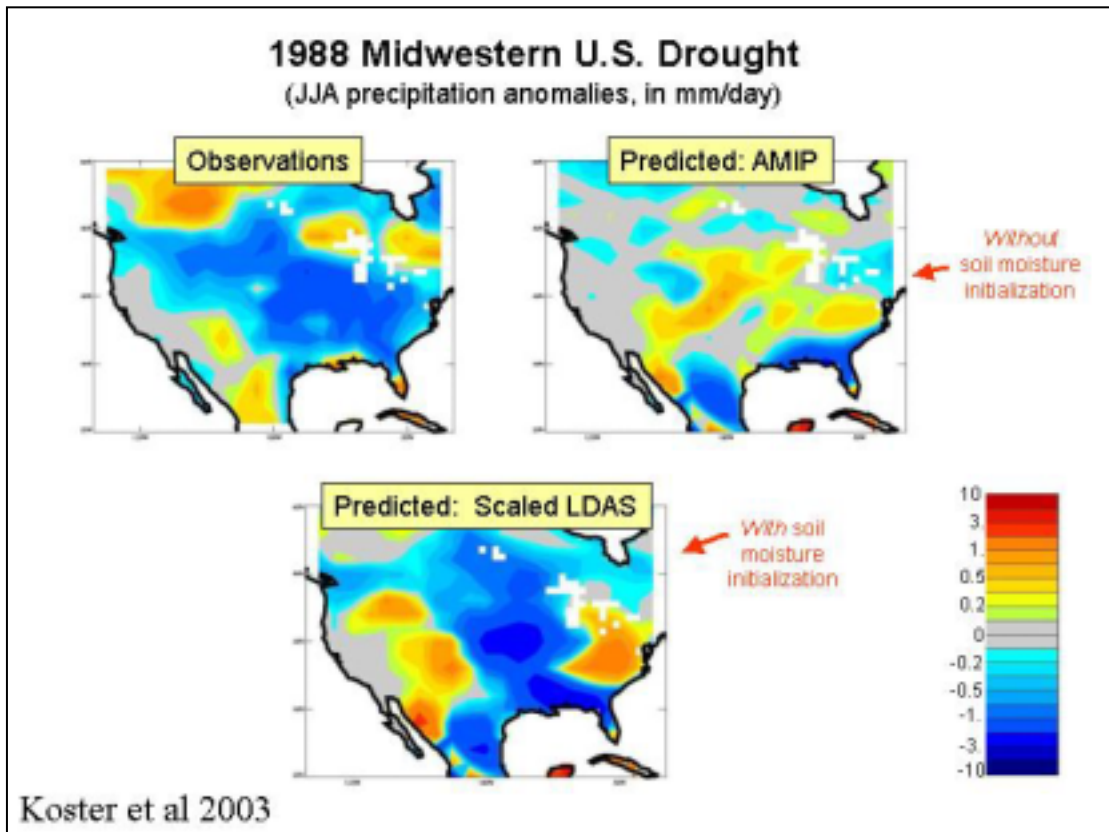 1988 Midwestern U.S. Drought
(JJA precipitation anomalies, in mm/day)
Observations
Predicted: AMIP
Without
soil moisture
initialization
Predicted: Scaled LDAS
With soil
moisture
initialization
10
3.
1.
0.5
0.2
0
-0.2
-0.5
-1.
-3.
-10
Koster et al 2003